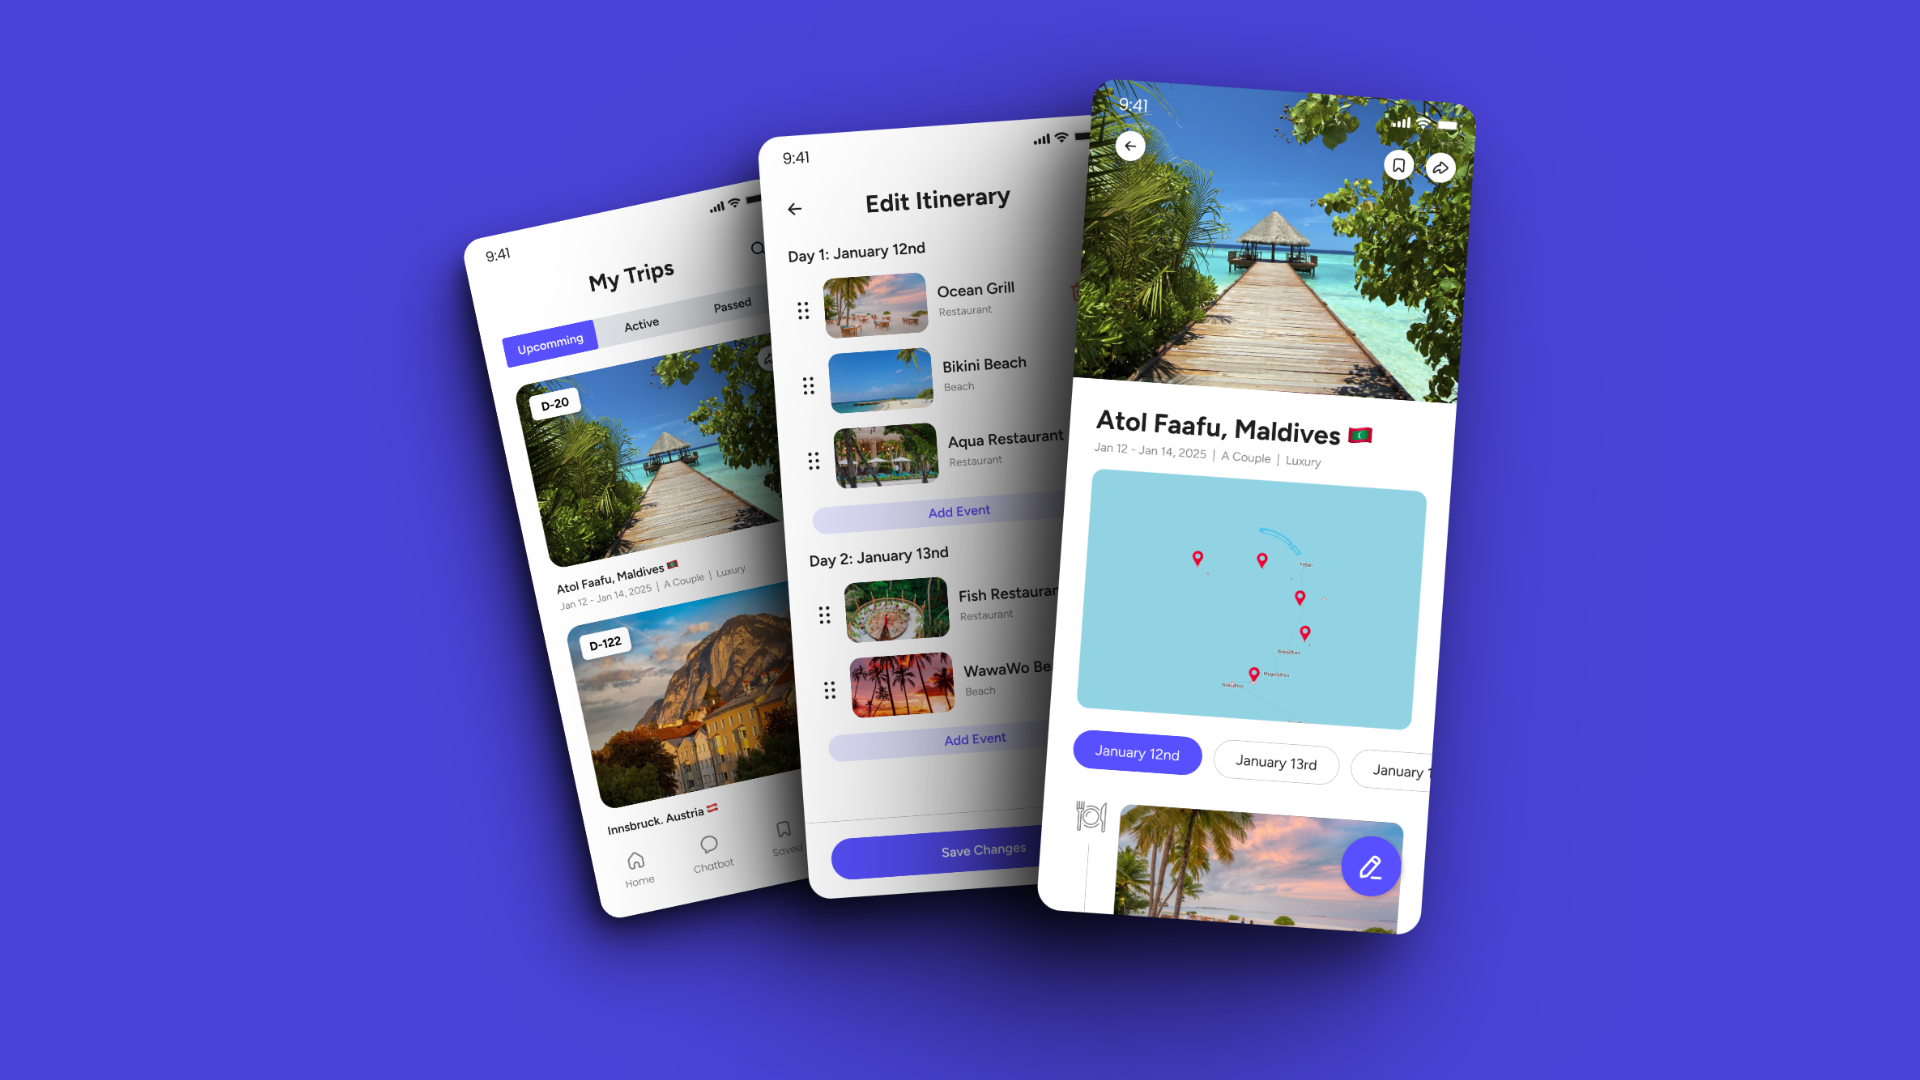 9:41
My Trips
Upcomming
Active
Passed
D-20
Atol Faafu, Maldives
Jan 12 - Jan 14, 2025 | A Couple | Luxury
D-122
Innsbruck. Austria
Home
Chatbot
Saved
9:41
Edit Itinerary
Day 1: January 12nd
Ocean Grill
Restaurant
Bikini Beach
Beach
Aqua Restaurant
Restaurant
Add Event
Day 2: January 13nd
Fish Restauran
Restaurant
WawaWo Be
Beach
Add Event
Save Changes
9:41
Atol Faafu, Maldives
Jan 12 - Jan 14, 2025 | A Couple | Luxury
January 12nd
January 13rd
January 1